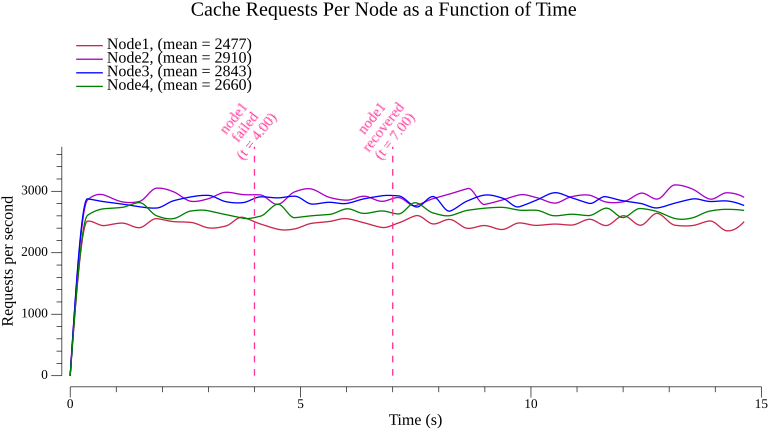 Cache Requests Per Node as a Function of Time
Node1, (mean = 2477)
Node2, (mean = 2910)
Node3, (mean = 2843)
Node4, (mean = 2660)
node1
failed
(t = 4.00)
node1
recovered
(t = 7.00)
Requests per second
3000
2000
1000
0
0
5
10
15
Time (s)